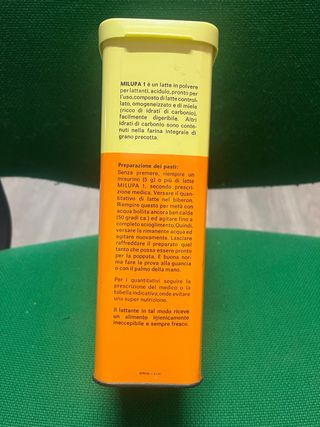 MILUPA 1 è un latte in polvere
per lattanti, acidulo, pronto per
l'uso, composto di latte control-
lato, omogeneizzato e di miele
(ricco di idrati di carbonio),
facilmente digeribile. Altri
idrati di carbonio sono con-
tenuti nella farina integrale di
grano precotta.
Preparazione dei pasti:
Senza premere, riempire un
misurino (5 g) o più di latte
MILUPA 1, secondo prescri-
zione medica. Versare il quan-
titativo di latte nel biberon.
Riempire questo per metà con
acqua bollita ancora ben calda
(50 gradi ca.) ed agitare fino a
completo scioglimento. Quindi,
versare la rimanente acqua ed
agitare nuovamente. Lasciare
raffreddare il preparato quel
tanto che possa essere pronto
per la poppata. È buona nor-
ma fare la prova alla guancia
o con il palmo della mano.
Per i quantitativi seguire la
prescrizione del medico o la
tabella indicativa, onde evitare
una super nutrizione.
Il lattante in tal modo riceve
un alimento igienicamente
ineccepibile e sempre fresco.